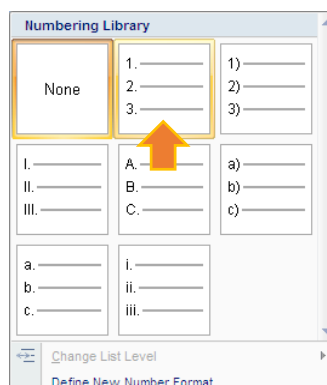 Numbering Library
None
1.
2.
3.
1)
2)
3)
I.
II.
III.
A.
B.
C.
a)
b)
c)
a.
b.
c.
i.
ii.
iii.
Change List Level
Define New Number Format